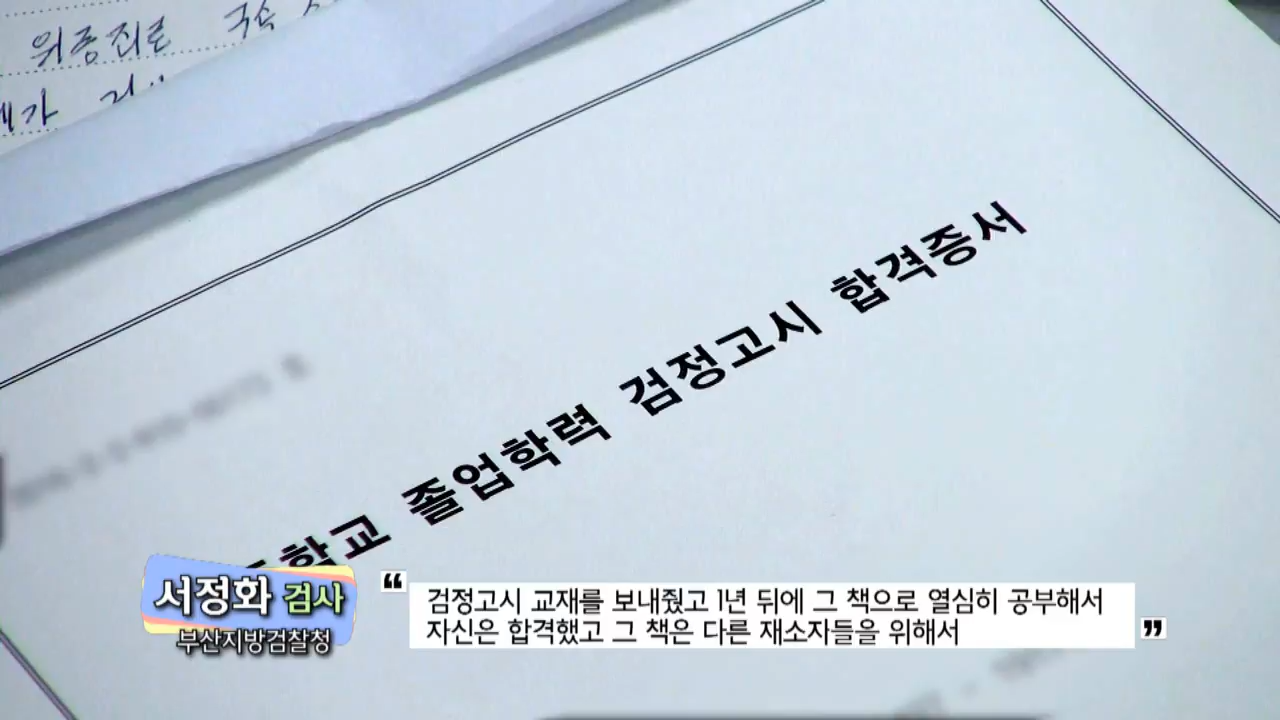 위증죄로 구속
졸업학력 검정고시 합격증서
서정화 검사
부산지방검찰청
“ 검정고시 교재를 보내줬고 1년 뒤에 그 책으로 열심히 공부해서
자신은 합격했고 그 책은 다른 재소자들을 위해서 ”